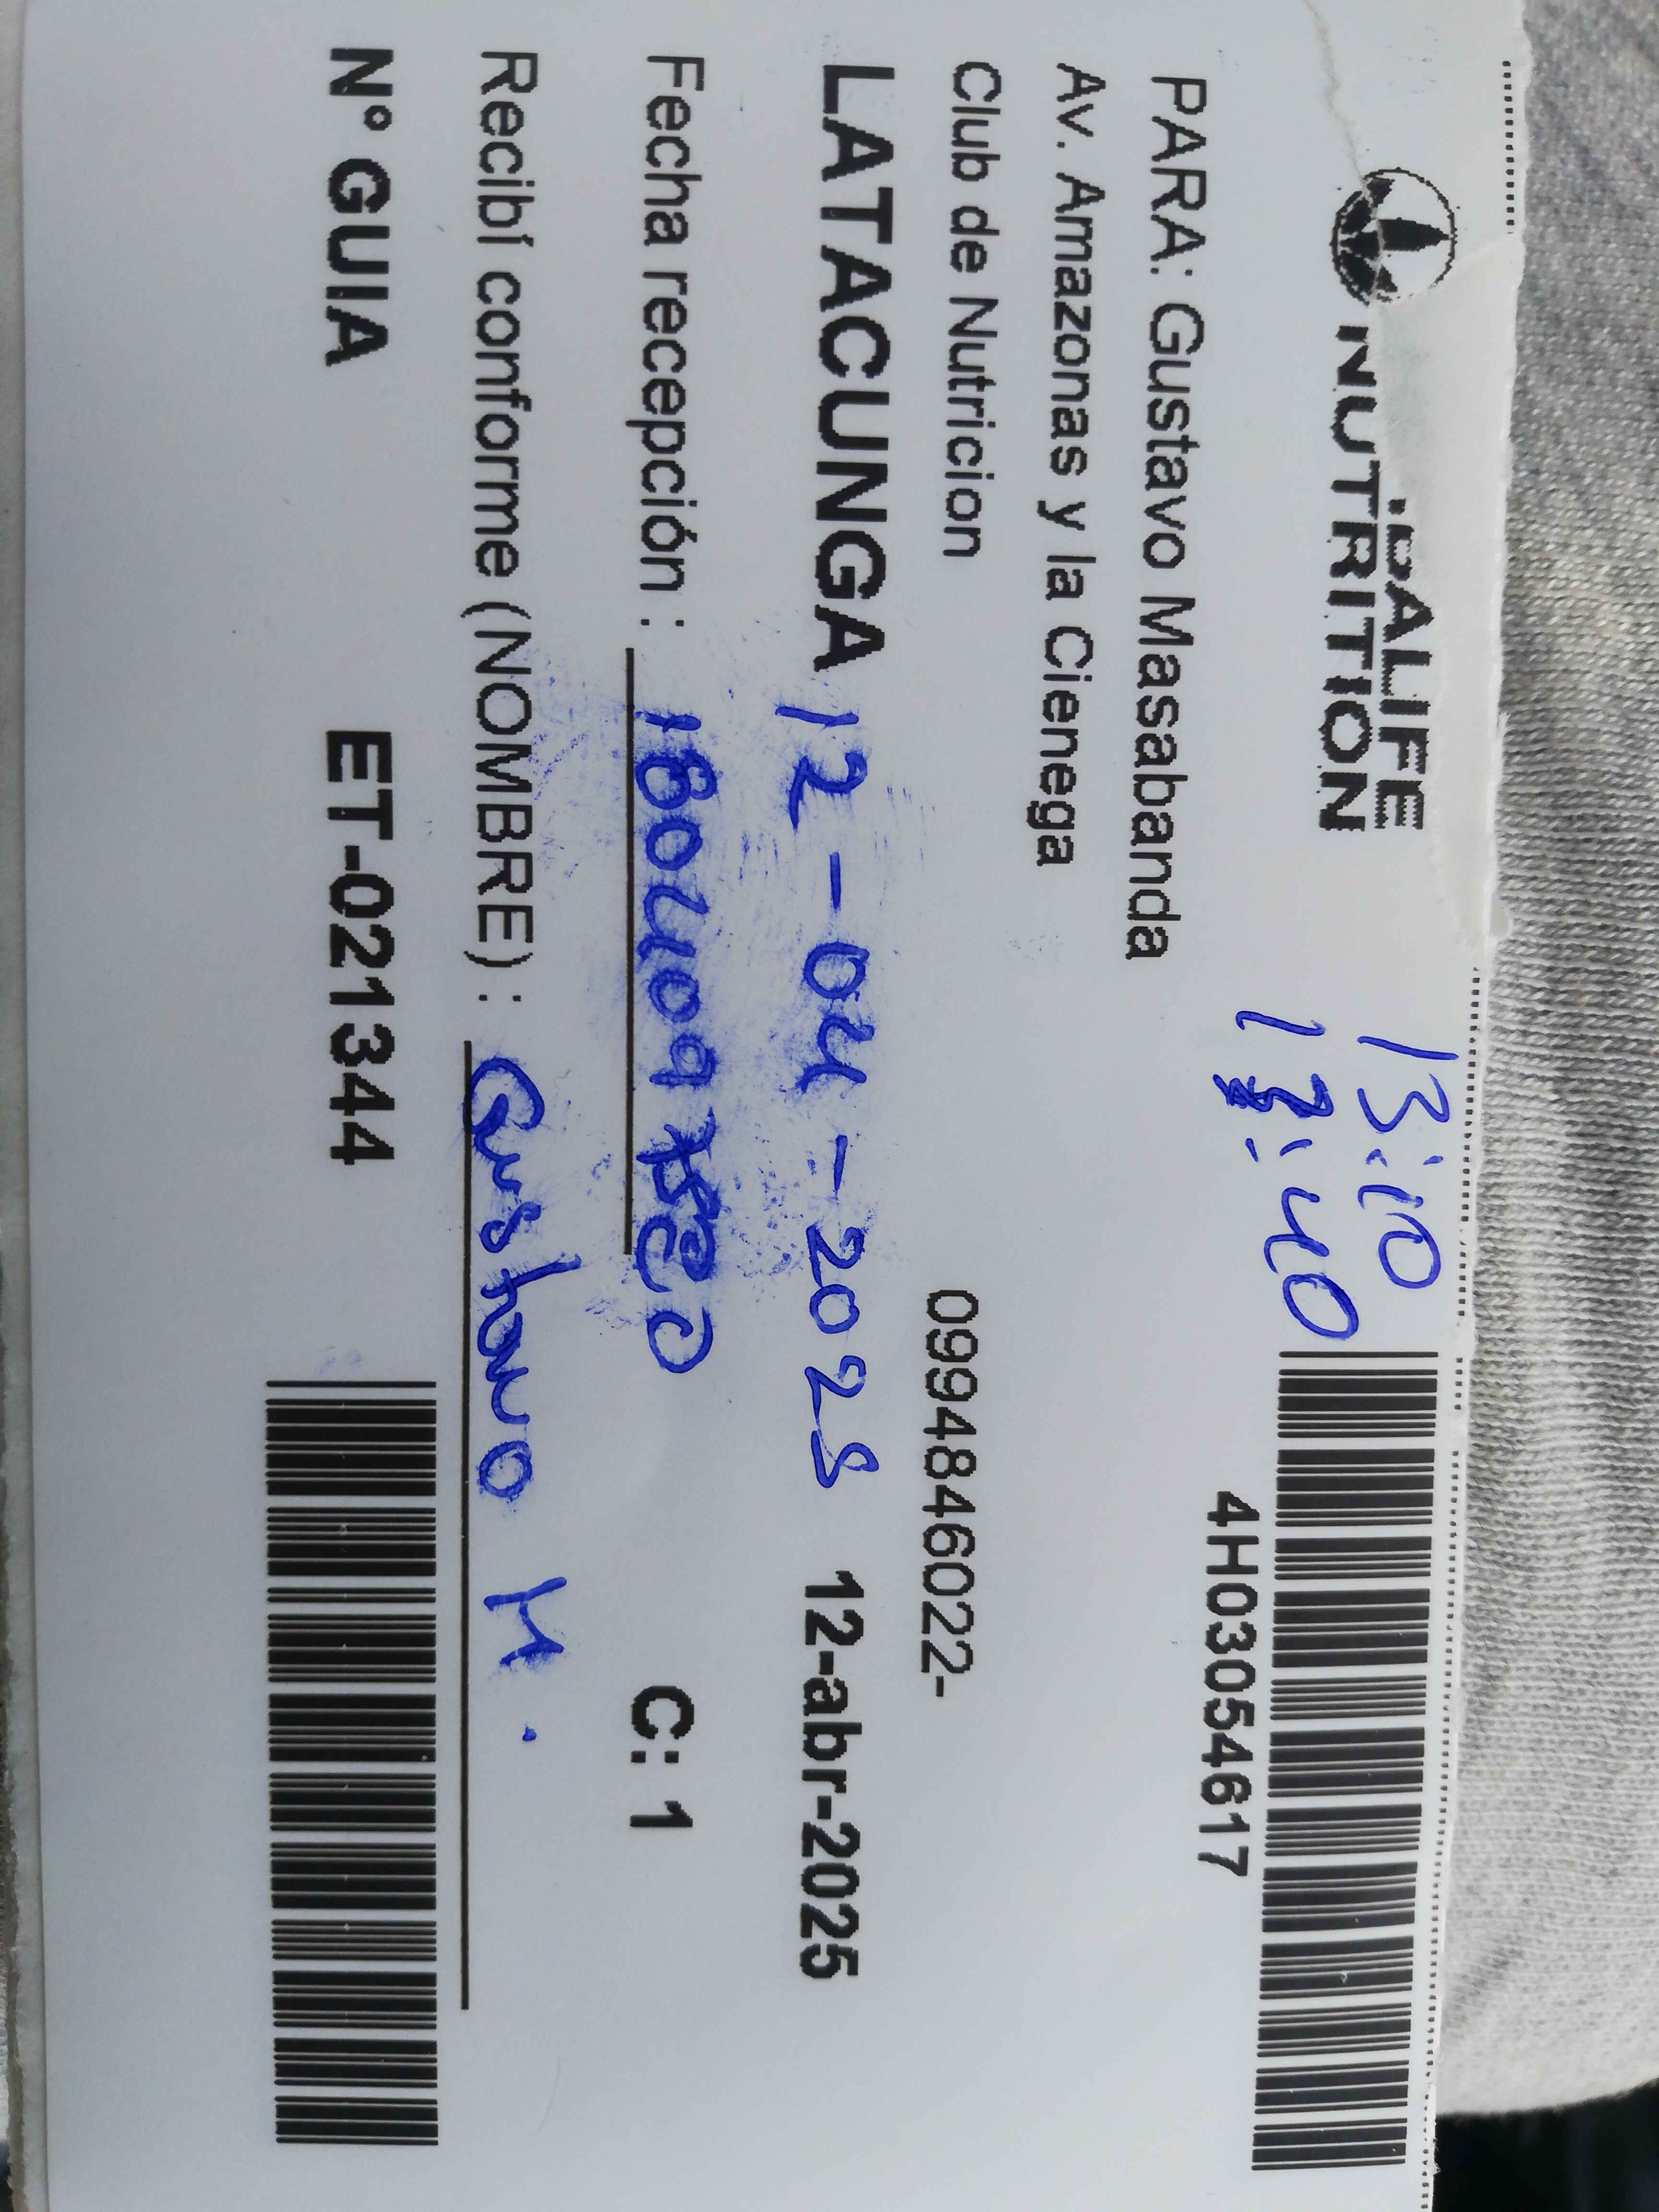 ALIFE
NUTRITION
13:10
13:40
4H03054617
PARA: Gustavo Masabanda
Av. Amazonas y la Cienega
Club de Nutricion 0994846022-
LATACUNGA 12-04-2025 12-abr-2025
Fecha recepción : C: 1
Recibí conforme (NOMBRE) : Gustavo M.
N° GUIA ET-021344